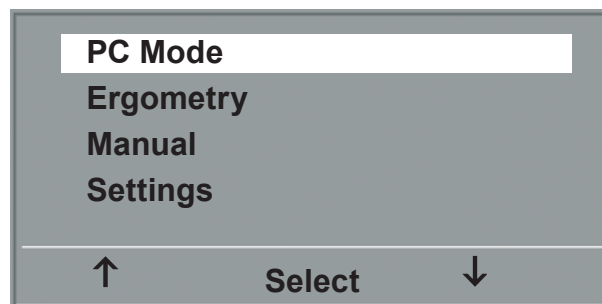 PC Mode
Ergometry
Manual
Settings
↑ Select ↓